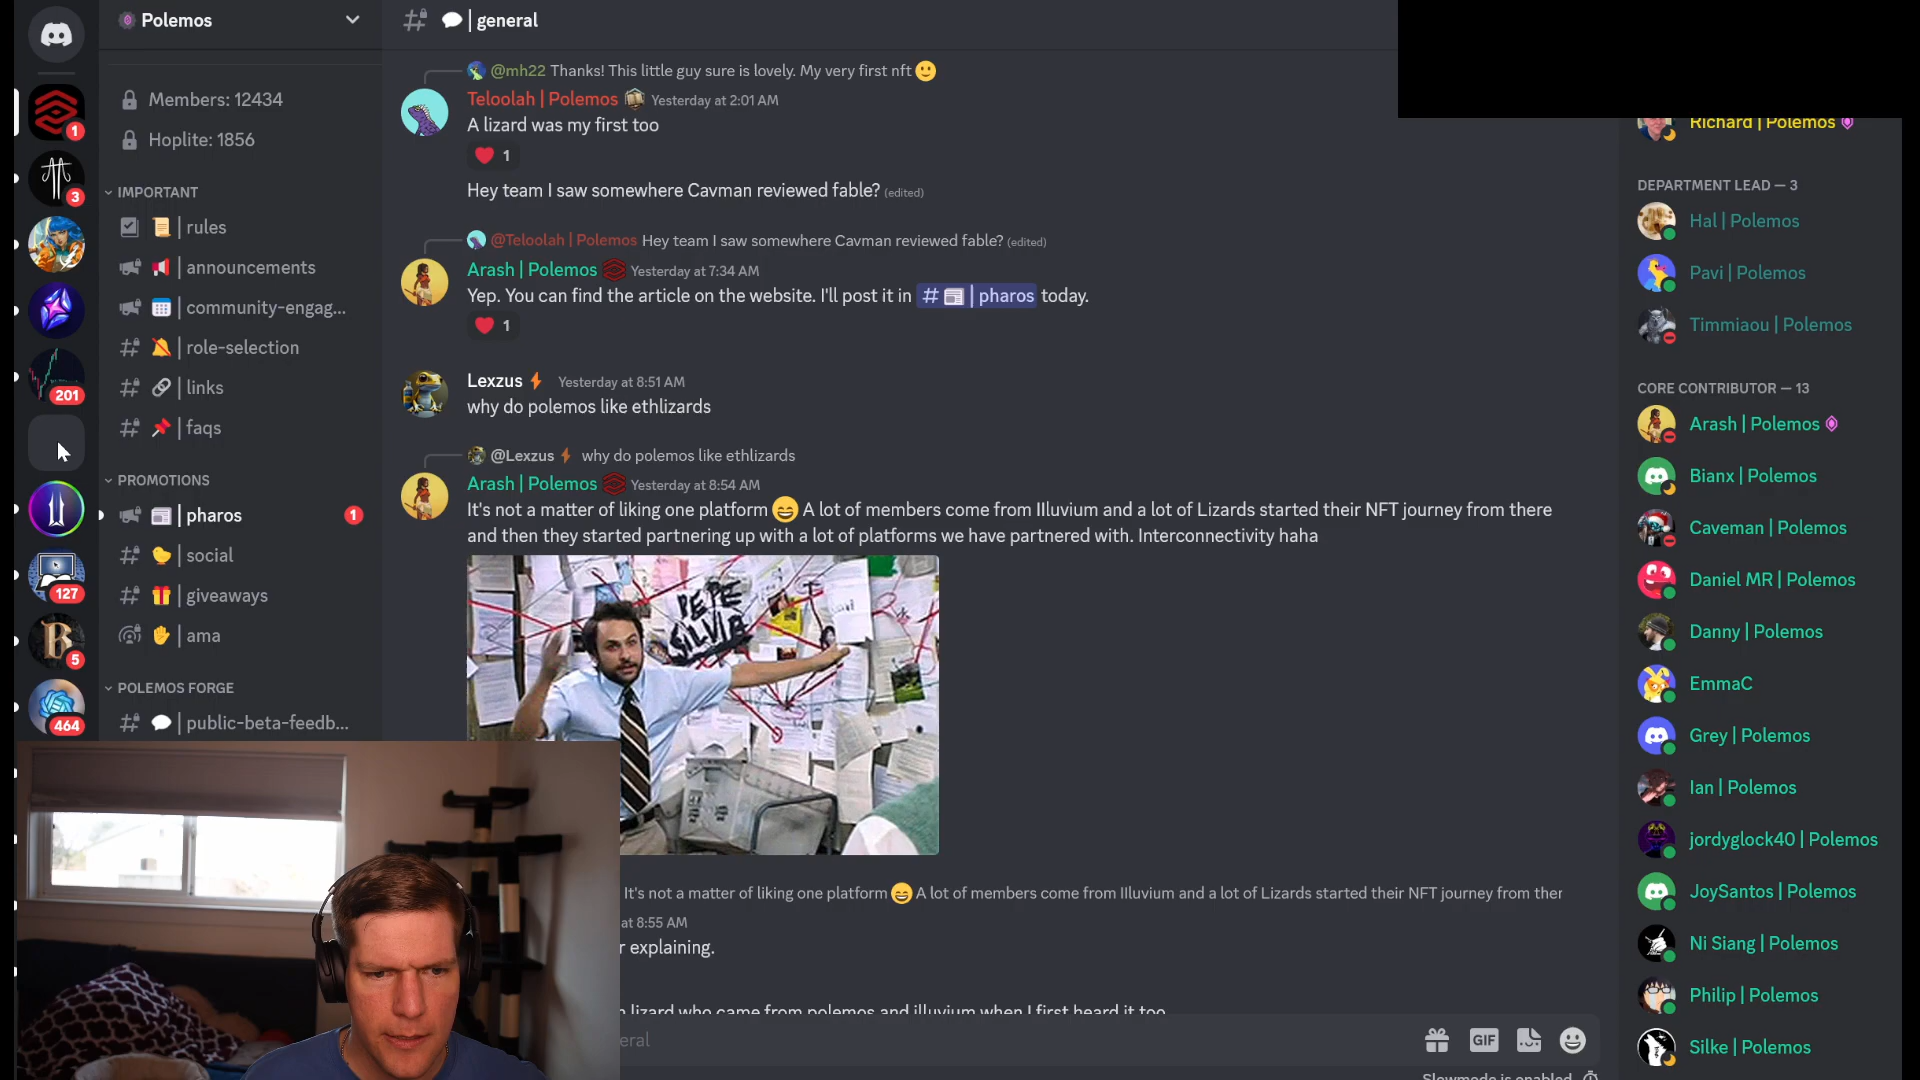 Polemos
Members: 12434
Hoplite: 1856
IMPORTANT
rules
announcements
community-engag...
role-selection
links
faqs
PROMOTIONS
pharos
1
social
giveaways
ama
POLEMOS FORGE
public-beta-feedb...
1
3
201
127
5
464
general
@mh22 Thanks! This little guy sure is lovely. My very first nft
Teloolah | Polemos Yesterday at 2:01 AM
A lizard was my first too
1
Hey team I saw somewhere Cavman reviewed fable? (edited)
@Teloolah | Polemos Hey team I saw somewhere Cavman reviewed fable? (edited)
Arash | Polemos Yesterday at 7:34 AM
Yep. You can find the article on the website. I'll post it in # | pharos today.
1
Lexzus Yesterday at 8:51 AM
why do polemos like ethlizards
@Lexzus why do polemos like ethlizards
Arash | Polemos Yesterday at 8:54 AM
It's not a matter of liking one platform A lot of members come from Illuvium and a lot of Lizards started their NFT journey from there
and then they started partnering up with a lot of platforms we have partnered with. Interconnectivity haha
PEPE
SILVIA
It's not a matter of liking one platform A lot of members come from Illuvium and a lot of Lizards started their NFT journey from ther
at 8:55 AM
r explaining.
lizard who came from polemos and illuvium when I first heard it too
eral
GIF
Slowmode is enabled
Richard | Polemos
DEPARTMENT LEAD — 3
Hal | Polemos
Pavi | Polemos
Timmiaou | Polemos
CORE CONTRIBUTOR — 13
Arash | Polemos
Bianx | Polemos
Caveman | Polemos
Daniel MR | Polemos
Danny | Polemos
EmmaC
Grey | Polemos
Ian | Polemos
jordyglock40 | Polemos
JoySantos | Polemos
Ni Siang | Polemos
Philip | Polemos
Silke | Polemos